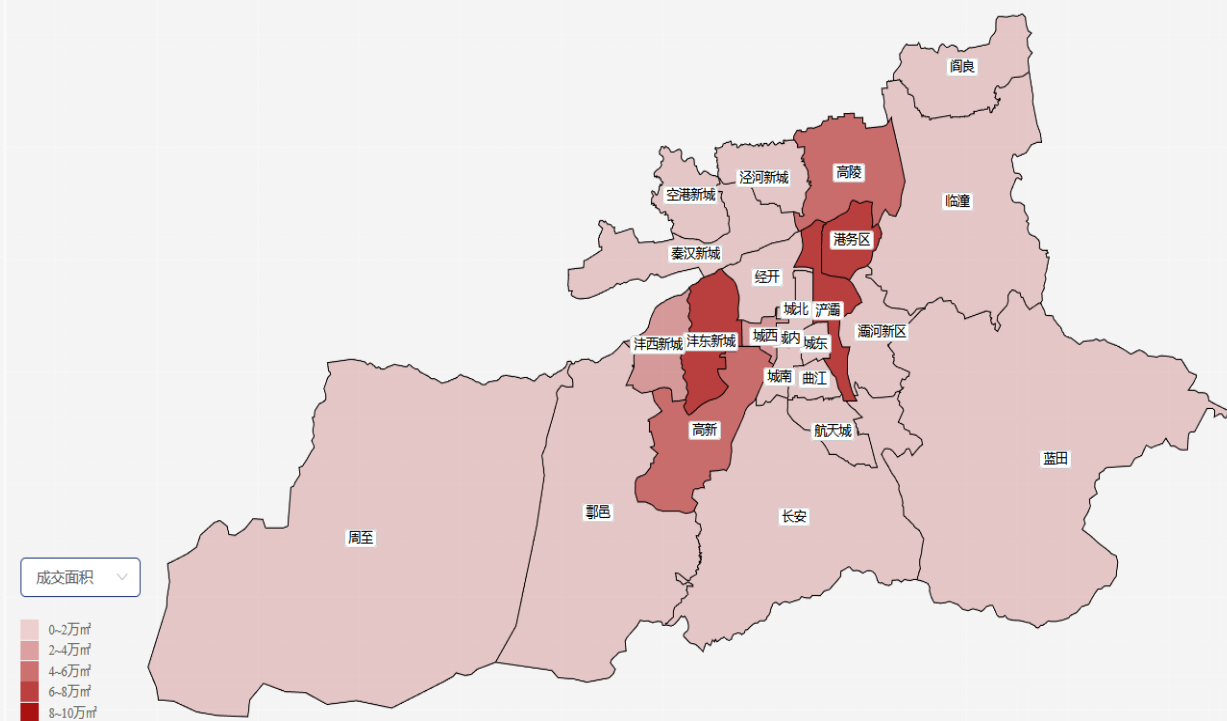 阎良
高陵
泾河新城
空港新城
临潼
港务区
秦汉新城
经开
城北
浐灞
灞河新区
沣西新城
沣东新城
城西
城内
城东
城南
曲江
高新
航天城
蓝田
鄠邑
长安
周至
成交面积
0~2万㎡
2~4万㎡
4~6万㎡
6~8万㎡
8~10万㎡